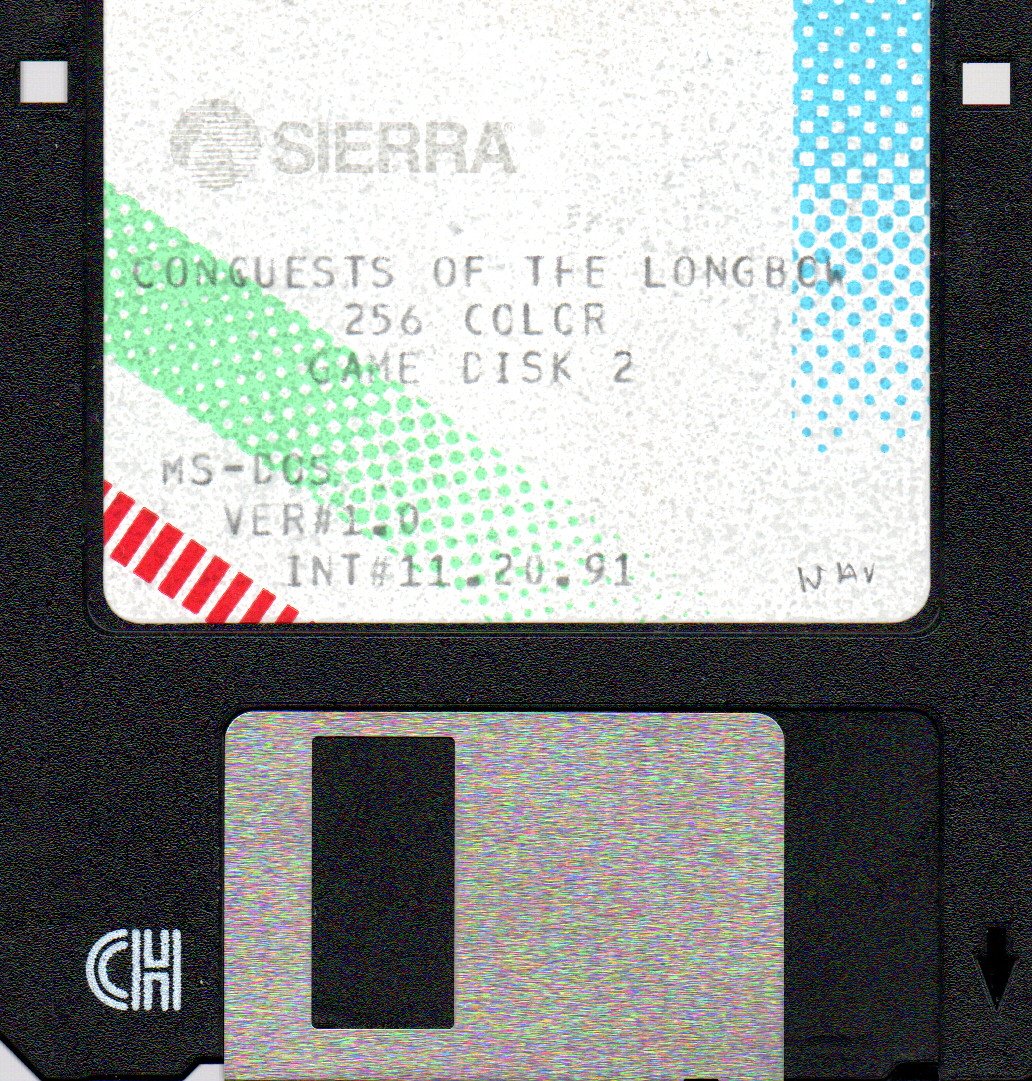 SIERRA
CONQUESTS OF THE LONGBOW
256 COLOR
GAME DISK 2
MS-DOS
VER#1.0
INT#11.20.91
CH